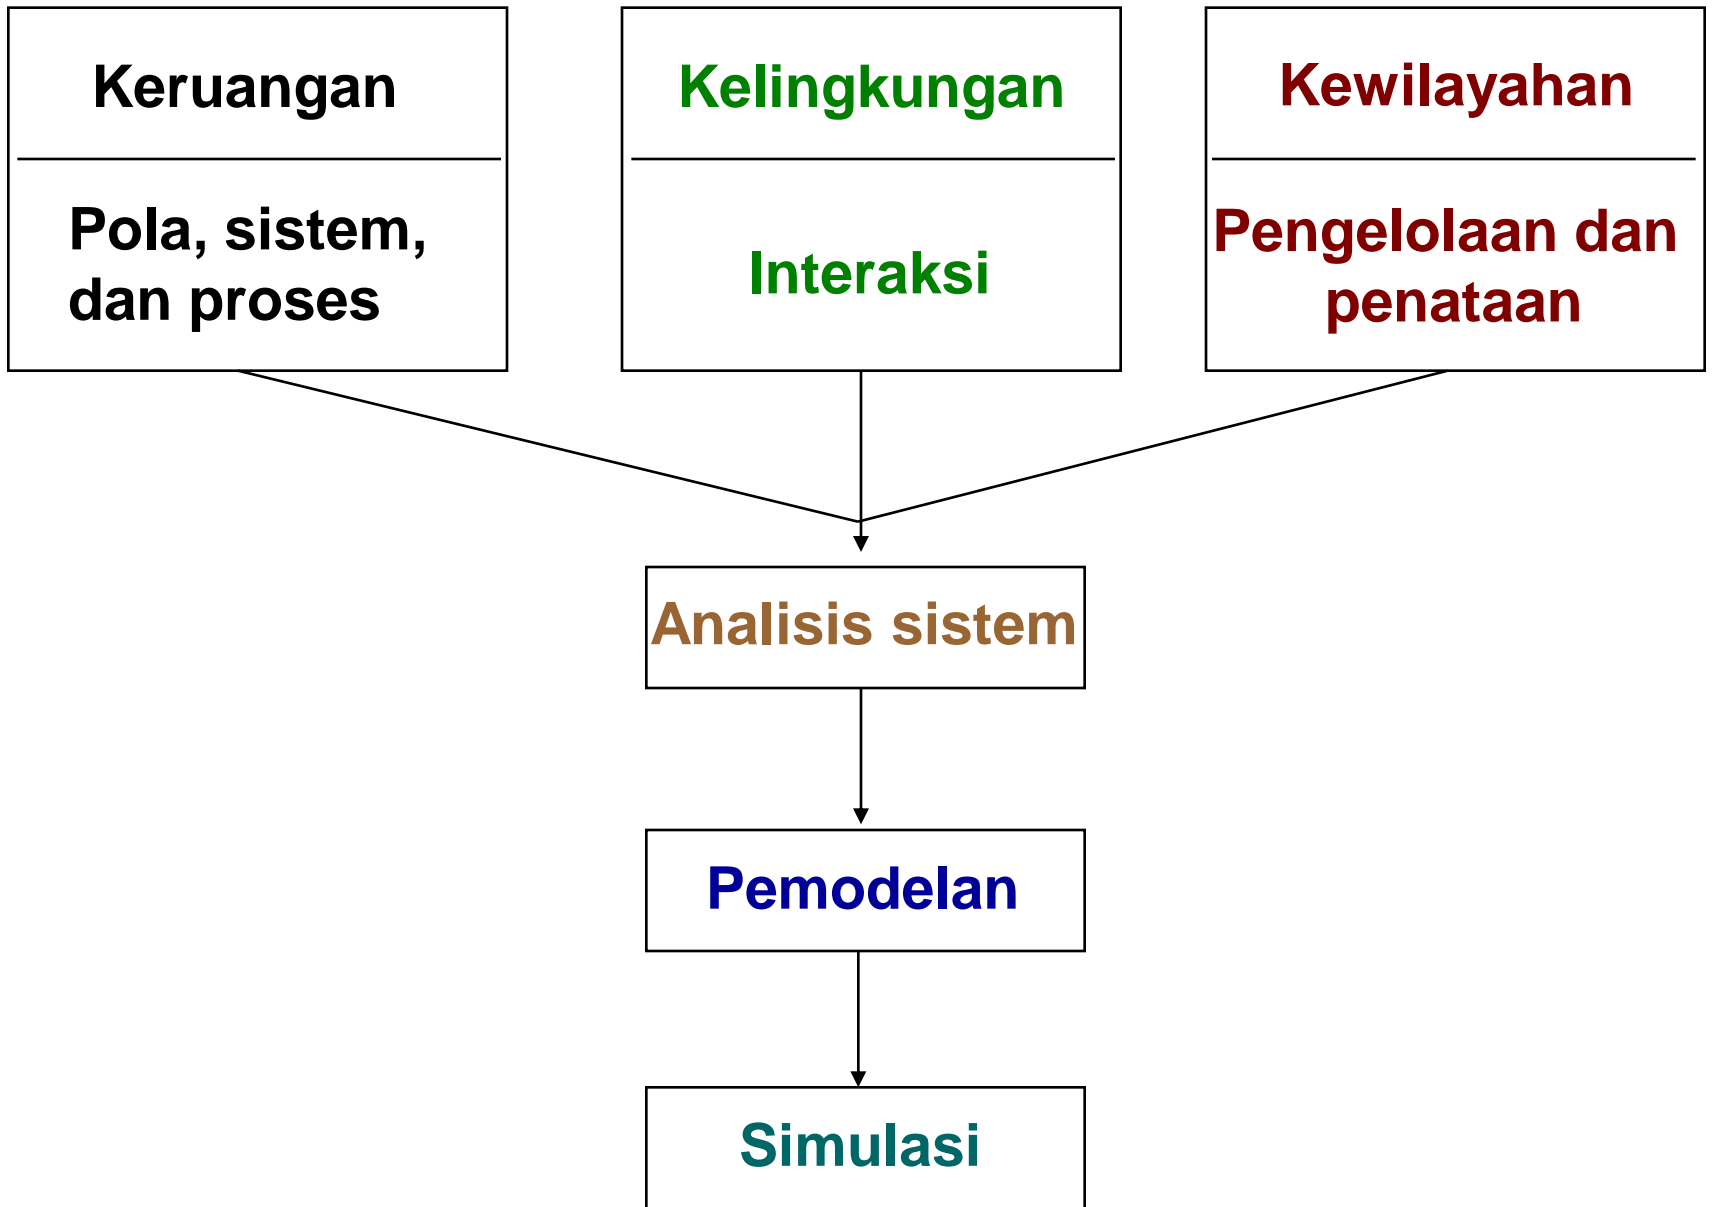 Keruangan
Pola, sistem,
dan proses
Kelingkungan
Interaksi
Kewilayahan
Pengelolaan dan
penataan
Analisis sistem
Pemodelan
Simulasi